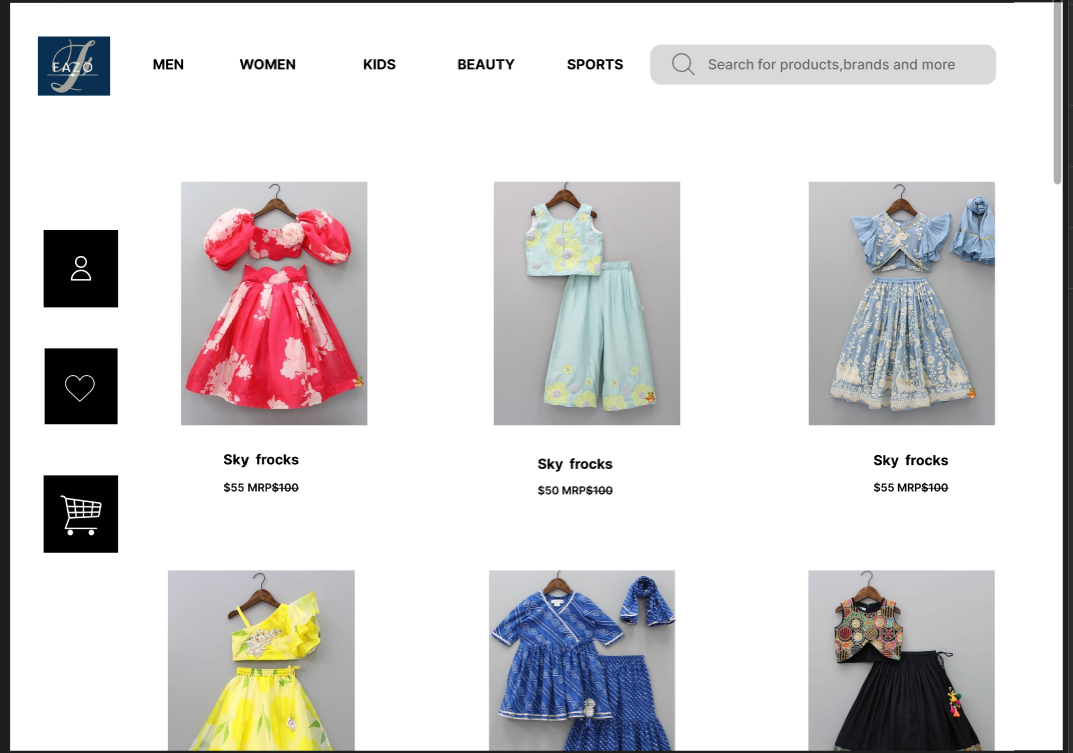 EAZO
MEN WOMEN KIDS BEAUTY SPORTS Search for products,brands and more
Sky frocks Sky frocks Sky frocks
$55 MRP$100 $50 MRP$100 $55 MRP$100